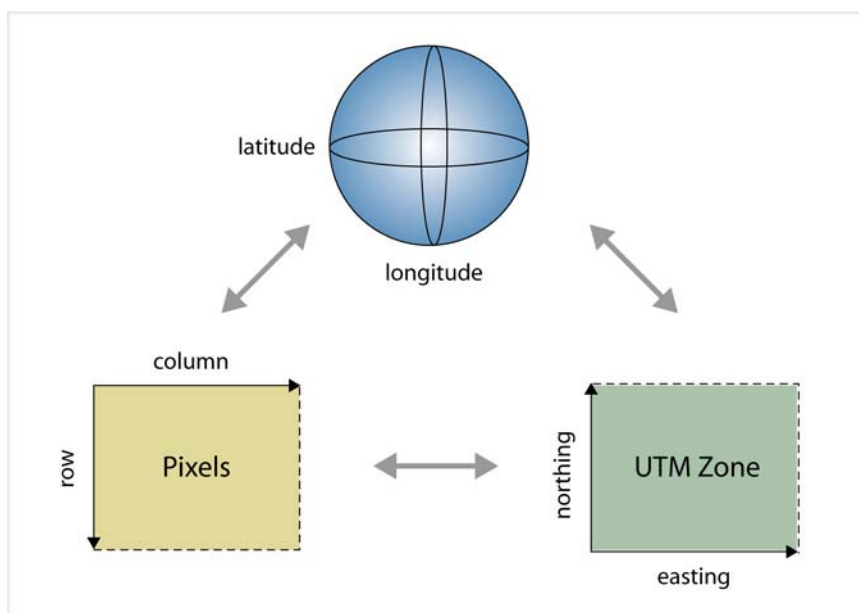 latitude
longitude
column
row
Pixels
northing
UTM Zone
easting